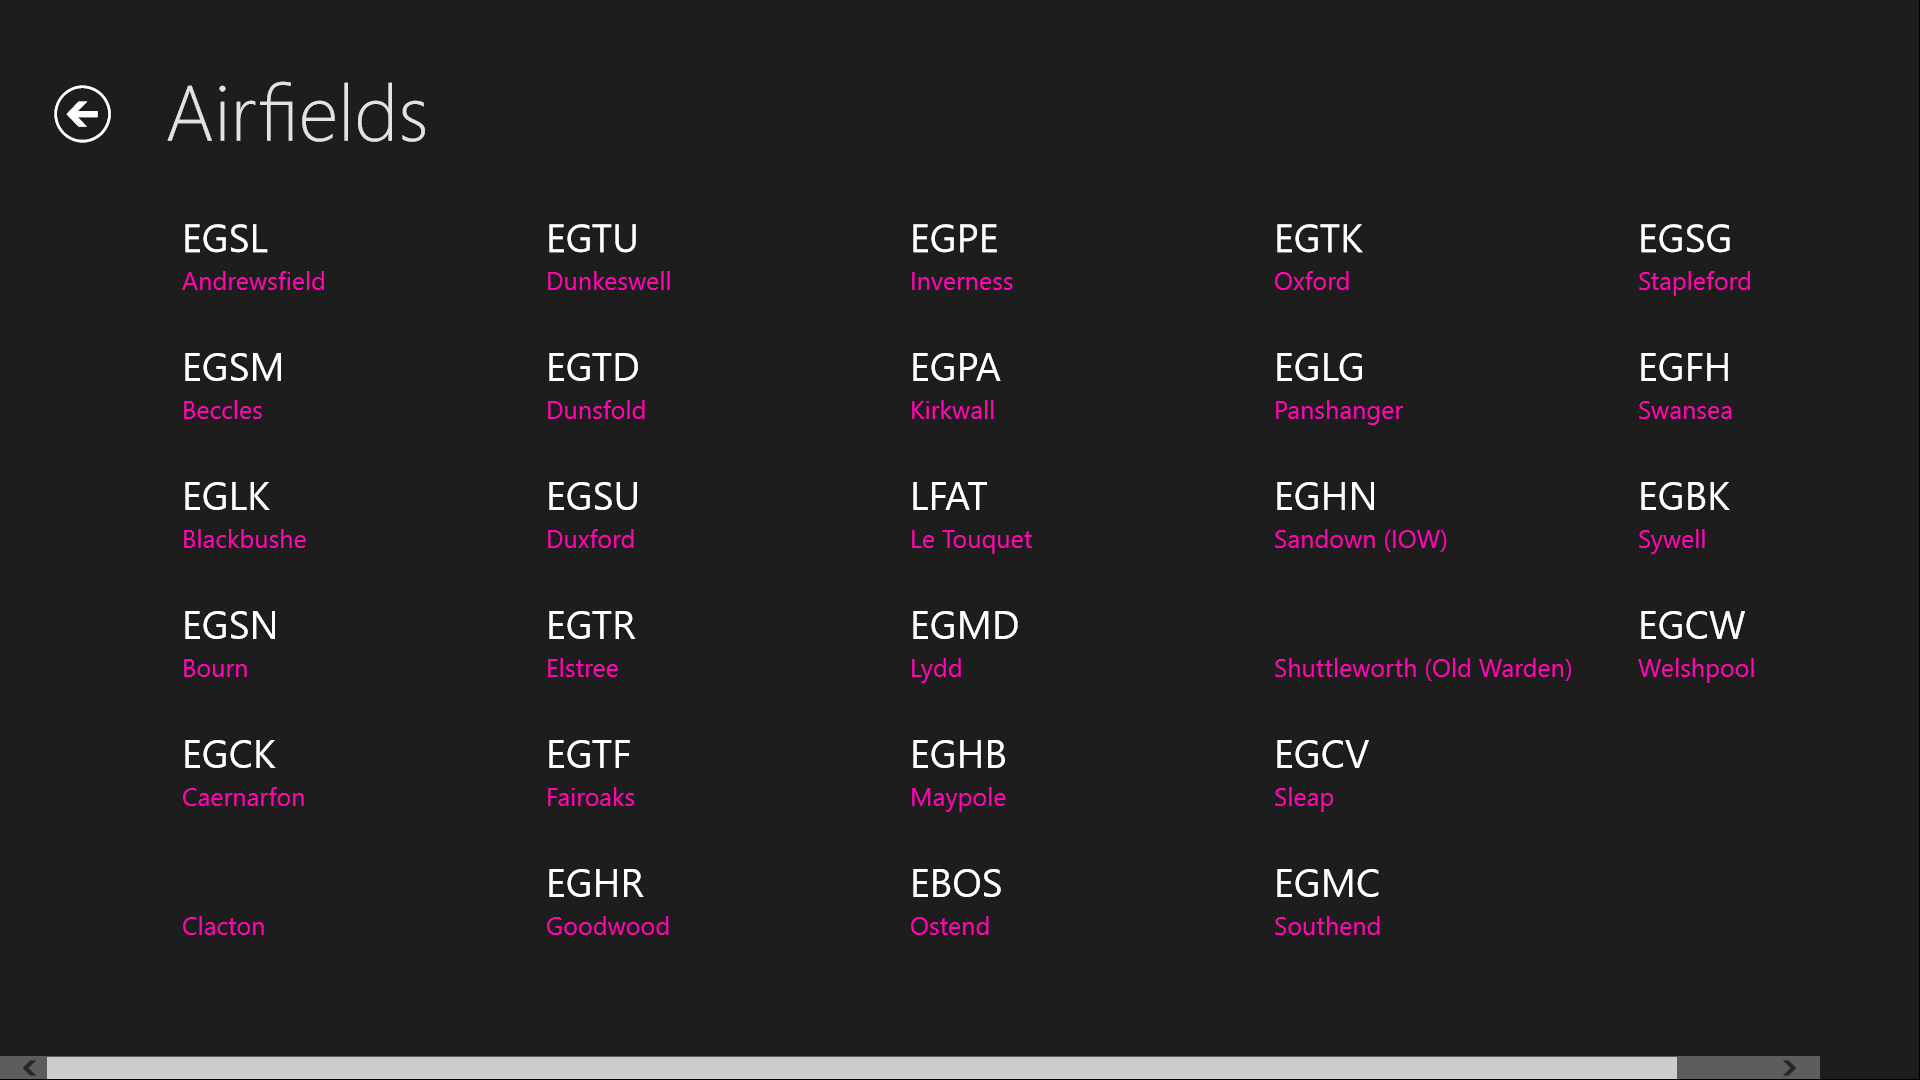 Airfields
EGSL
Andrewsfield
EGSM
Beccles
EGLK
Blackbushe
EGSN
Bourn
EGCK
Caernarfon
Clacton
EGTU
Dunkeswell
EGTD
Dunsfold
EGSU
Duxford
EGTR
Elstree
EGTF
Fairoaks
EGHR
Goodwood
EGPE
Inverness
EGPA
Kirkwall
LFAT
Le Touquet
EGMD
Lydd
EGHB
Maypole
EBOS
Ostend
EGTK
Oxford
EGLG
Panshanger
EGHN
Sandown (IOW)
Shuttleworth (Old Warden)
EGCV
Sleap
EGMC
Southend
EGSG
Stapleford
EGFH
Swansea
EGBK
Sywell
EGCW
Welshpool